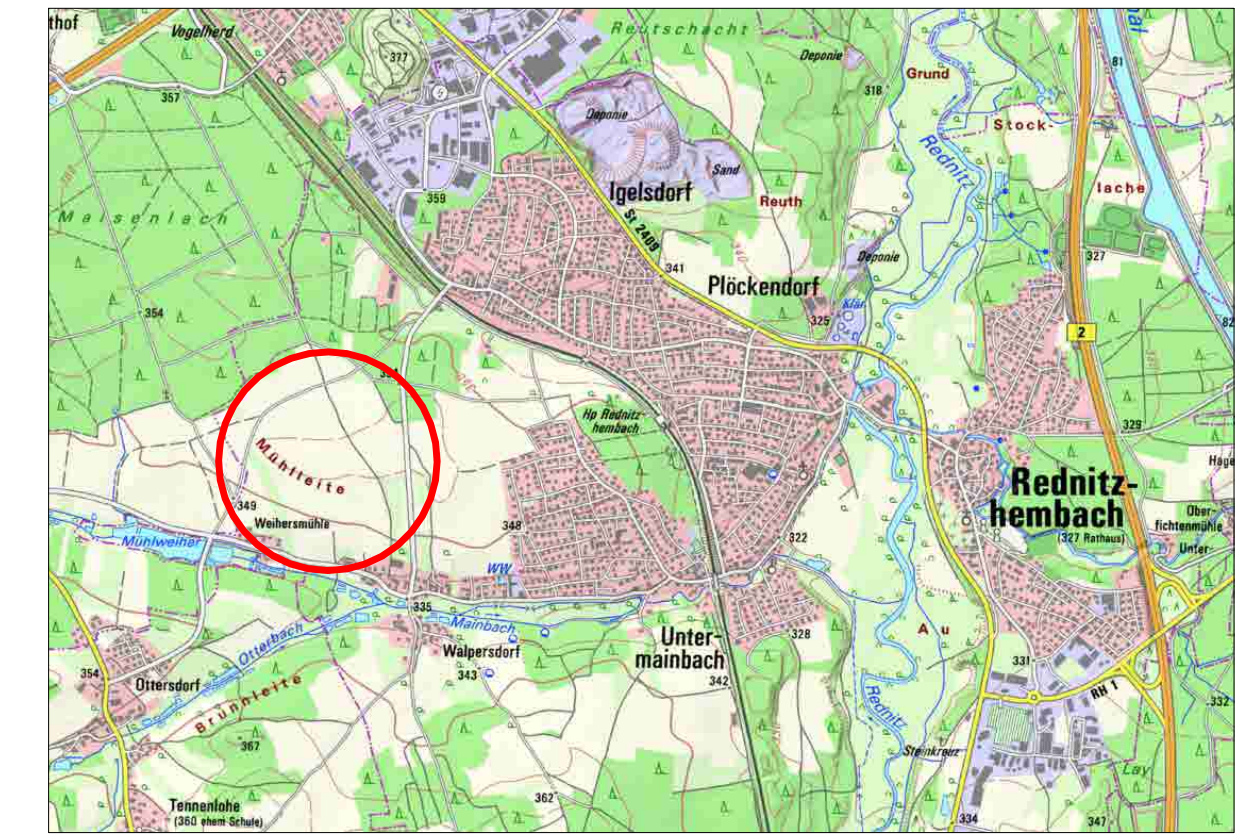 thof
Vogelherd
Reutschacht
Deponie
81
377
Grund
318
357
5
Stock-
Deponie
Rednitz
Sand
lache
359
Igelsdorf
Reuth
Maisenlach
St 2409
340
327
341
Deponie
Plöckendorf
Klär.
354
325
2
82
Hp Rednitz-
hembach
329
Mühlleite
Rednitz-
hembach
(327 Rathaus)
349
Weihersmühle
348
Ober-
fichtenmühle
Unter-
Mühlweiher
322
WW
335
Mainbach
Otterbach
Unter-
mainbach
328
A u
Walpersdorf
343
342
331
RH 1
354
Ottersdorf
Brunnleite
Rednitz
332
367
Steinkreuz
Lay
362
Tennenlohe
(360 ehem Schule)
334
347